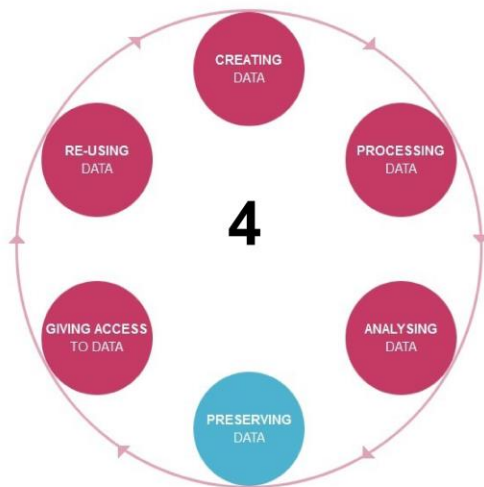 CREATING
DATA
RE-USING
DATA
PROCESSING
DATA
4
GIVING ACCESS
TO DATA
ANALYSING
DATA
PRESERVING
DATA